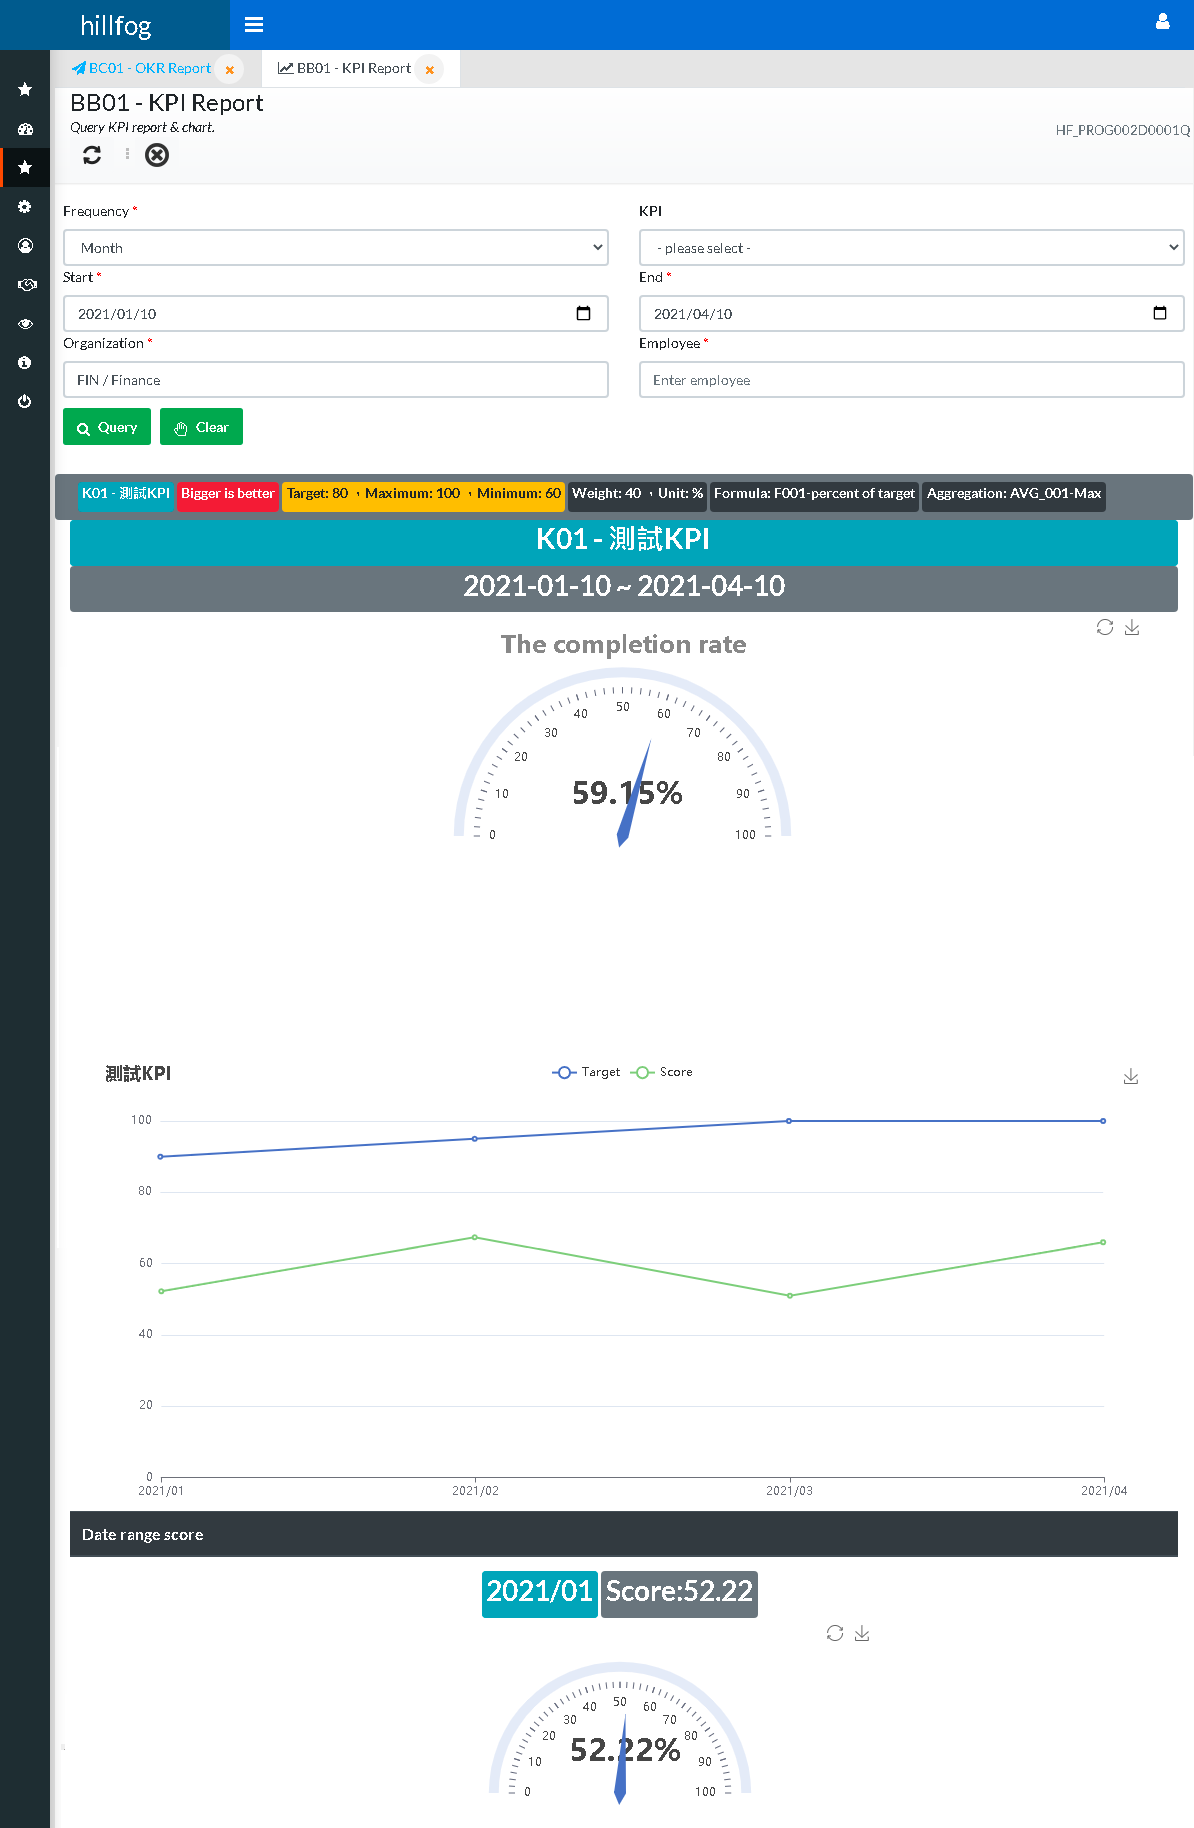 hillfog
BC01 - OKR Report
BB01 - KPI Report
BB01 - KPI Report
Query KPI report & chart.
HF_PROG002D0001Q
Frequency *
KPI
Month
- please select -
Start *
End *
2021/01/10
2021/04/10
Organization *
Employee *
FIN / Finance
Enter employee
Query
Clear
K01 - 測試KPI
Bigger is better
Target: 80 ，Maximum: 100 ，Minimum: 60
Weight: 40 ，Unit: %
Formula: F001-percent of target
Aggregation: AVG_001-Max
K01 - 測試KPI
2021-01-10 ~ 2021-04-10
The completion rate
0 10 20 30 40 50 60 70 80 90 100
59.15%
測試KPI
Target
Score
100
80
60
40
20
0
2021/01 2021/02 2021/03 2021/04
Date range score
2021/01
Score:52.22
0 10 20 30 40 50 60 70 80 90 100
52.22%